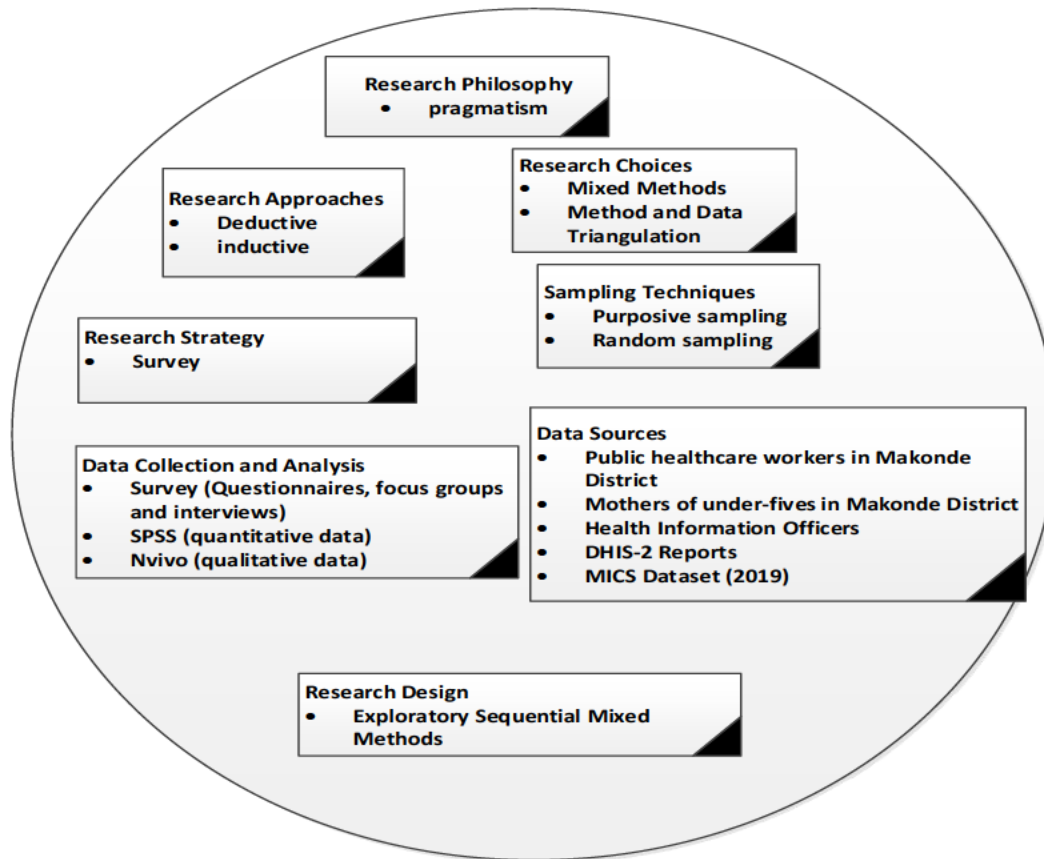 Research Philosophy
• pragmatism
Research Choices
• Mixed Methods
• Method and Data
Triangulation
Research Approaches
• Deductive
• inductive
Sampling Techniques
• Purposive sampling
• Random sampling
Research Strategy
• Survey
Data Sources
• Public healthcare workers in Makonde
District
• Mothers of under-fives in Makonde District
• Health Information Officers
• DHIS-2 Reports
• MICS Dataset (2019)
Data Collection and Analysis
• Survey (Questionnaires, focus groups
and interviews)
• SPSS (quantitative data)
• Nvivo (qualitative data)
Research Design
• Exploratory Sequential Mixed
Methods